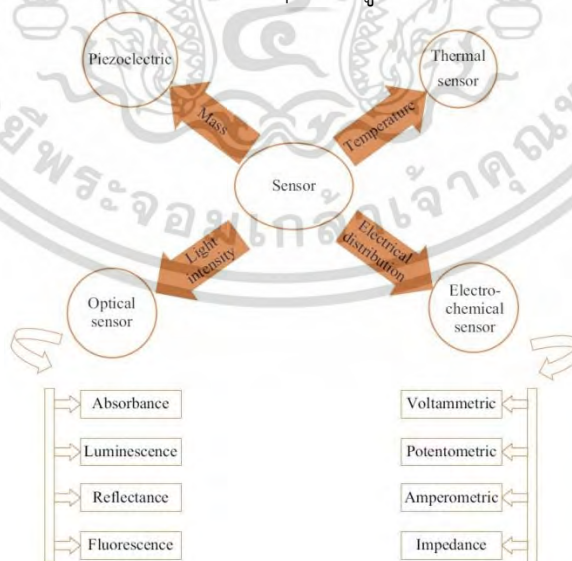 Piezoelectric
Thermal
sensor
Mass
Temperature
Sensor
Light
intensity
Electrical
distribution
Optical
sensor
Electro-
chemical
sensor
Absorbance
Voltammetric
Luminescence
Potentometric
Reflectance
Amperometric
Fluorescence
Impedance